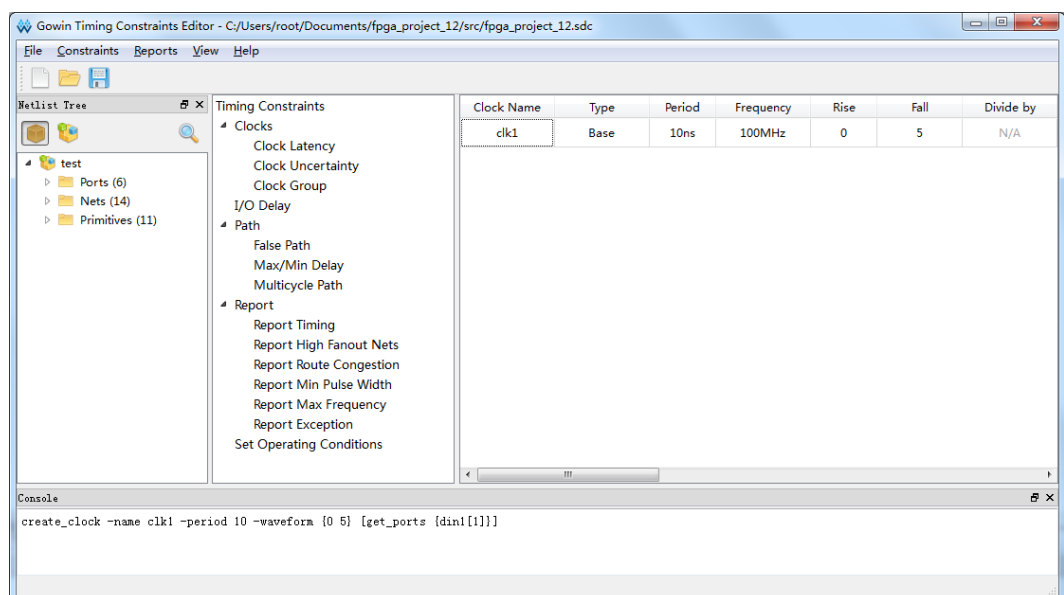 Gowin Timing Constraints Editor - C:/Users/root/Documents/fpga_project_12/src/fpga_project_12.sdc
File Constraints Reports View Help
Netlist Tree
test
Ports (6)
Nets (14)
Primitives (11)
Timing Constraints
Clocks
Clock Latency
Clock Uncertainty
Clock Group
I/O Delay
Path
False Path
Max/Min Delay
Multicycle Path
Report
Report Timing
Report High Fanout Nets
Report Route Congestion
Report Min Pulse Width
Report Max Frequency
Report Exception
Set Operating Conditions
Clock Name Type Period Frequency Rise Fall Divide by
clk1 Base 10ns 100MHz 0 5 N/A
Console
create_clock -name clk1 -period 10 -waveform {0 5} [get_ports {din1[1]}]